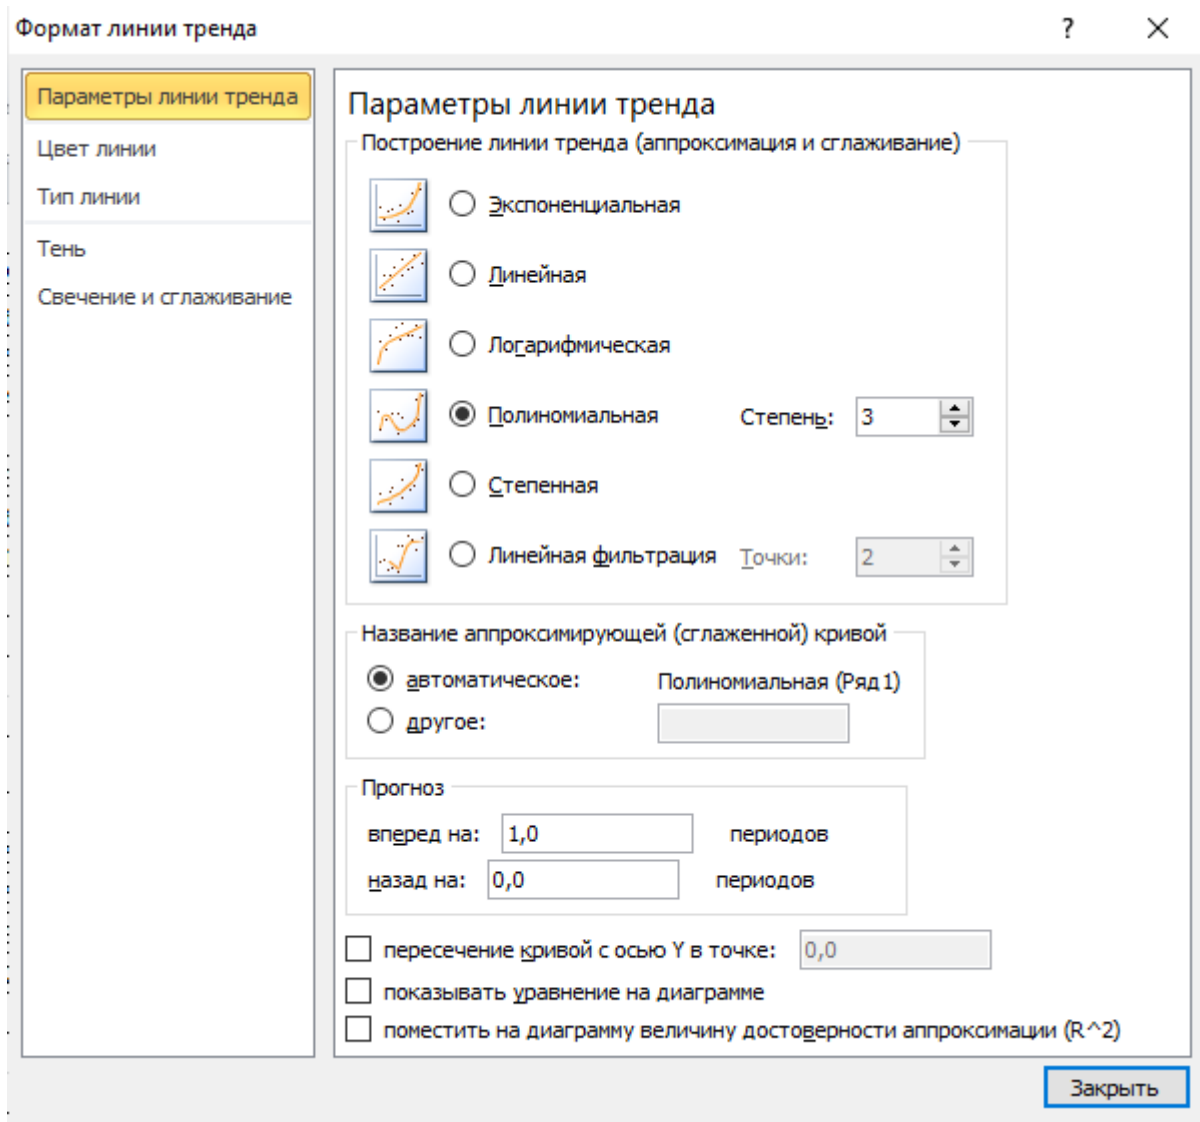 Формат линии тренда ?
Параметры линии тренда
Цвет линии
Тип линии
Тень
Свечение и сглаживание
Параметры линии тренда
Построение линии тренда (аппроксимация и сглаживание)
Экспоненциальная
Линейная
Логарифмическая
Полиномиальная Степень: 3
Степенная
Линейная фильтрация Точки: 2
Название аппроксимирующей (сглаженной) кривой
автоматическое: Полиномиальная (Ряд1)
другое:
Прогноз
вперед на: 1,0 периодов
назад на: 0,0 периодов
пересечение кривой с осью Y в точке: 0,0
показывать уравнение на диаграмме
поместить на диаграмму величину достоверности аппроксимации (R^2)
Закрыть